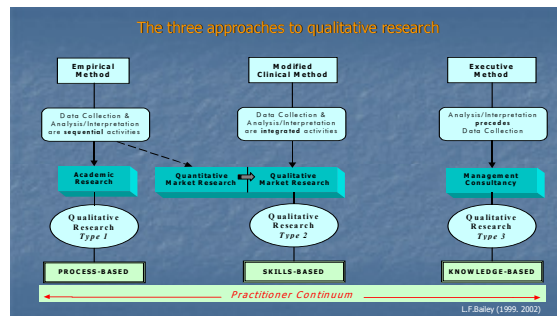 The three approaches to qualitative research
Empirical
Method
Modified
Clinical Method
Executive
Method
Data Collection &
Analysis/Interpretation
are sequential activities
Data Collection &
Analysis/Interpretation
are integrated activities
Analysis/Interpretation
precedes
Data Collection
Academic
Research
Quantitative
Market Research
Qualitative
Market Research
Management
Consultancy
Qualitative
Research
Type 1
Qualitative
Research
Type 2
Qualitative
Research
Type 3
PROCESS-BASED
SKILLS-BASED
KNOWLEDGE-BASED
Practitioner Continuum
L.F.Bailey (1999. 2002)